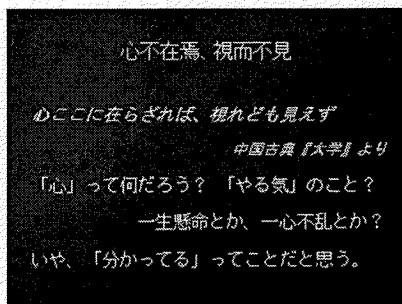 心不在焉、視而不見
心ここに在らざれば、視れども見えず
中国古典『大学』より
「心」って何だろう？ 「やる気」のこと？
一生懸命とか、一心不乱とか？
いや、「分かってる」ってことだと思う。